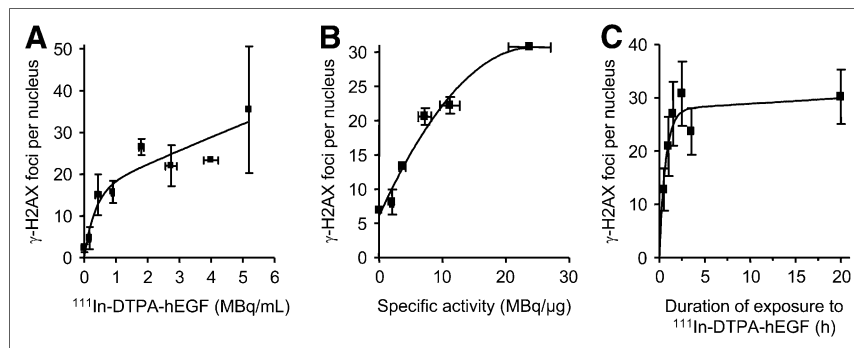 A
γ-H2AX foci per nucleus
50
40
30
20
10
0
0 1 2 3 4 5 6
¹¹¹In-DTPA-hEGF (MBq/mL)
B
γ-H2AX foci per nucleus
30
25
20
15
10
5
0
0 10 20 30
Specific activity (MBq/μg)
C
γ-H2AX foci per nucleus
40
30
20
10
0
0 5 10 15 20
Duration of exposure to
¹¹¹In-DTPA-hEGF (h)